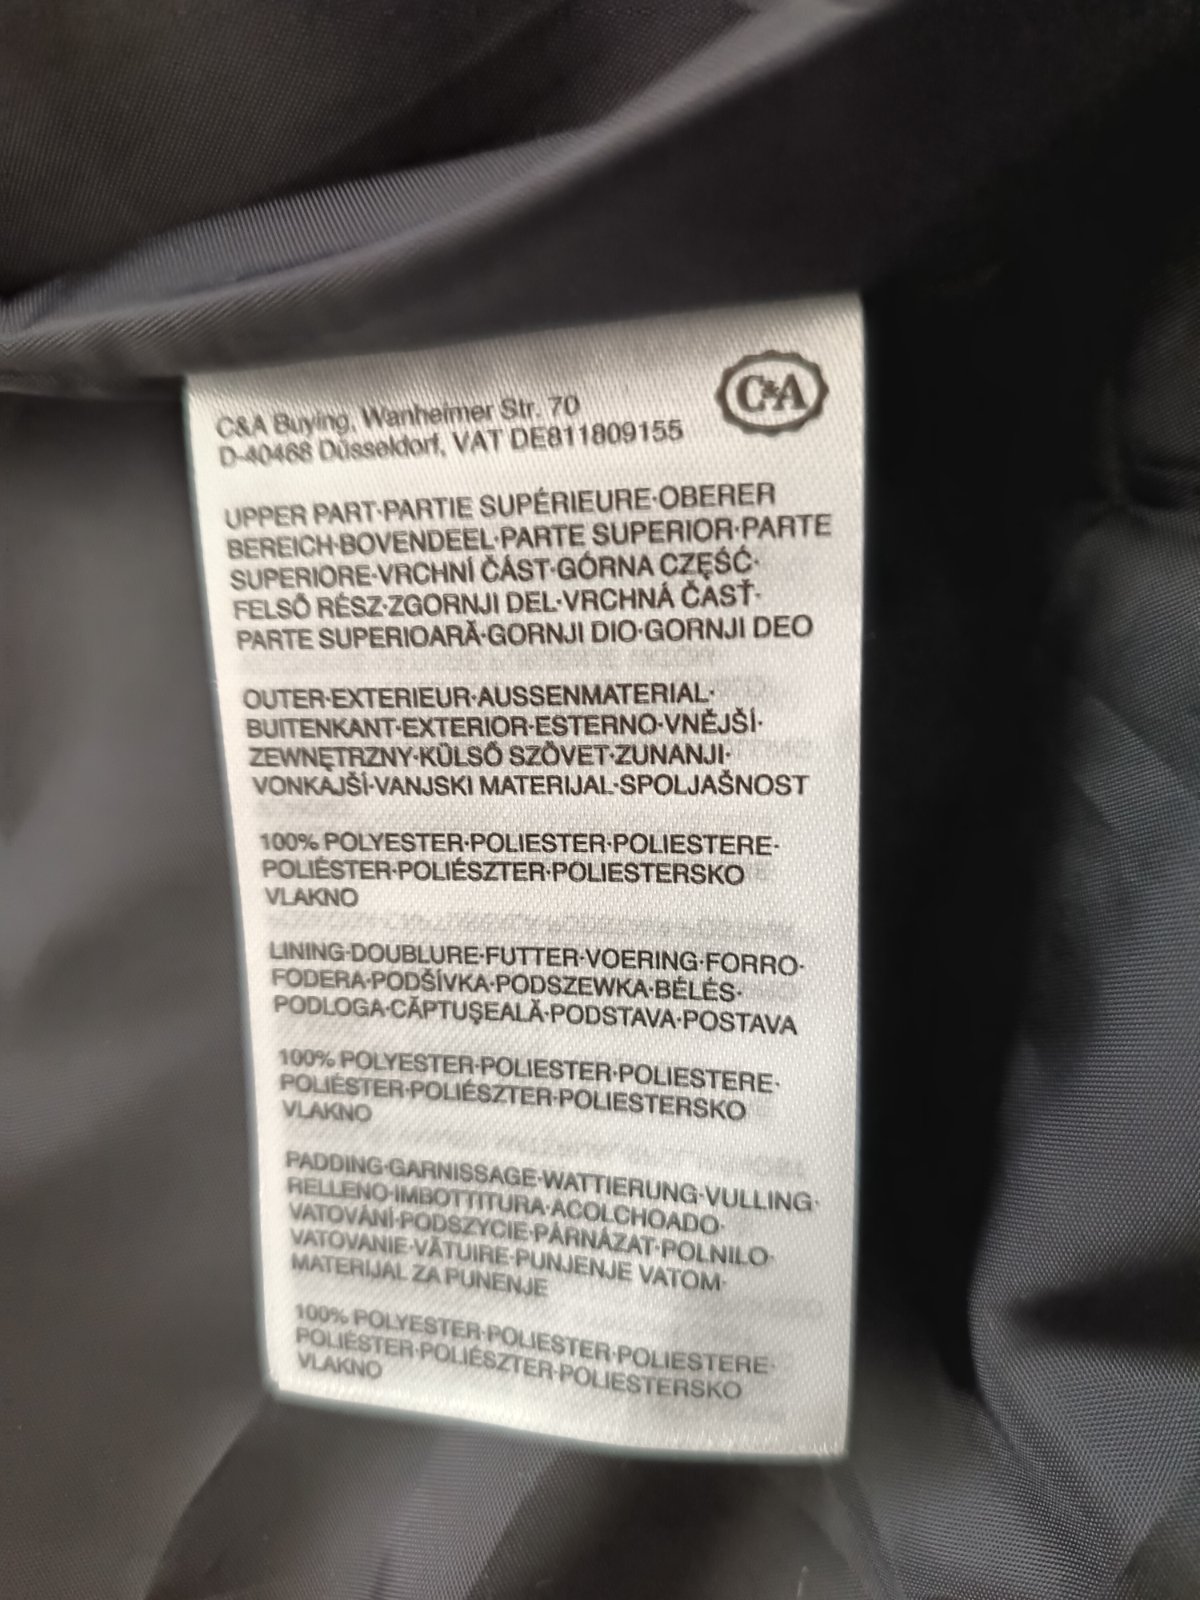 C&A
C&A Buying, Wanheimer Str. 70
D-40468 Düsseldorf, VAT DE811809155
UPPER PART·PARTIE SUPÉRIEURE·OBERER
BEREICH·BOVENDEEL·PARTE SUPERIOR·PARTE
SUPERIORE·VRCHNÍ ČÁST·GÓRNA CZĘŚĆ·
FELSŐ RÉSZ·ZGORNJI DEL·VRCHNÁ ČASŤ·
PARTE SUPERIOARĂ·GORNJI DIO·GORNJI DEO
OUTER·EXTERIEUR·AUSSENMATERIAL·
BUITENKANT·EXTERIOR·ESTERNO·VNĚJŠÍ·
ZEWNĘTRZNY·KÜLSŐ SZÖVET·ZUNANJI·
VONKAJŠÍ·VANJSKI MATERIJAL·SPOLJAŠNOST
100% POLYESTER·POLIESTER·POLIESTERE·
POLIÉSTER·POLIÉSZTER·POLIESTERSKO
VLAKNO
LINING·DOUBLURE·FUTTER·VOERING·FORRO·
FODERA·PODŠÍVKA·PODSZEWKA·BÉLÉS·
PODLOGA·CĂPTUŞEALĂ·PODSTAVA·POSTAVA
100% POLYESTER·POLIESTER·POLIESTERE·
POLIÉSTER·POLIÉSZTER·POLIESTERSKO
VLAKNO
PADDING·GARNISSAGE·WATTIERUNG·VULLING·
RELLENO·IMBOTTITURA·ACOLCHOADO·
VATOVÁNÍ·PODSZYCIE·PÁRNÁZAT·POLNILO·
VATOVANIE·VĂTUIRE·PUNJENJE VATOM·
MATERIJAL ZA PUNENJE
100% POLYESTER·POLIESTER·POLIESTERE·
POLIÉSTER·POLIÉSZTER·POLIESTERSKO
VLAKNO